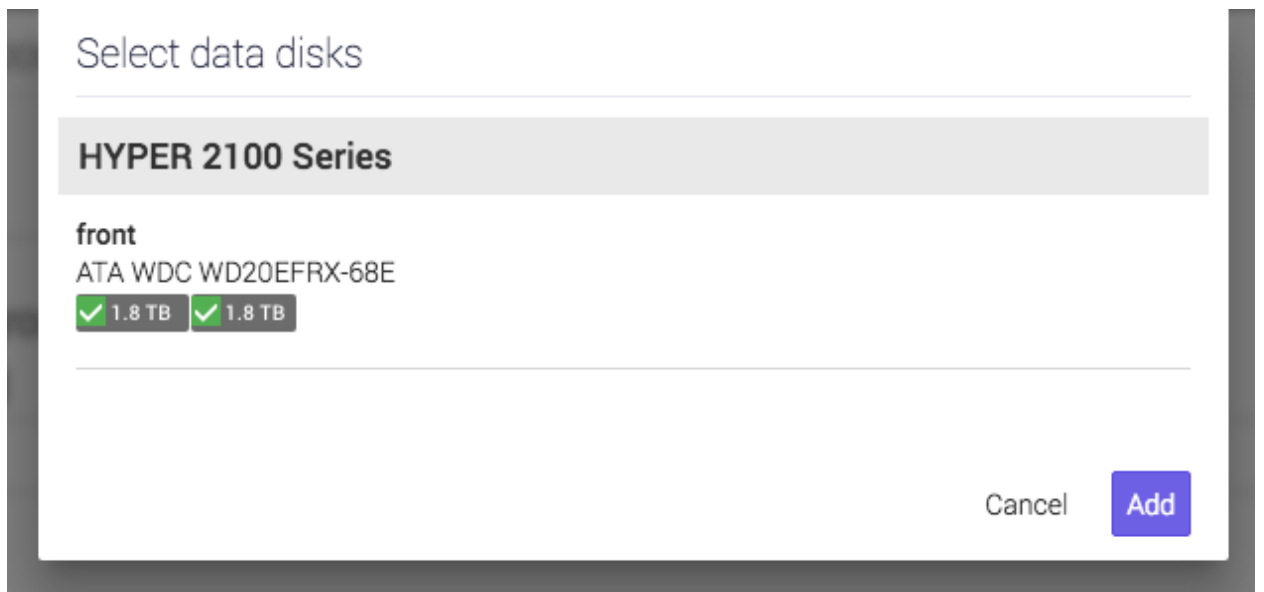 Select data disks
HYPER 2100 Series
front
ATA WDC WD20EFRX-68E
1.8 TB 1.8 TB
Cancel Add